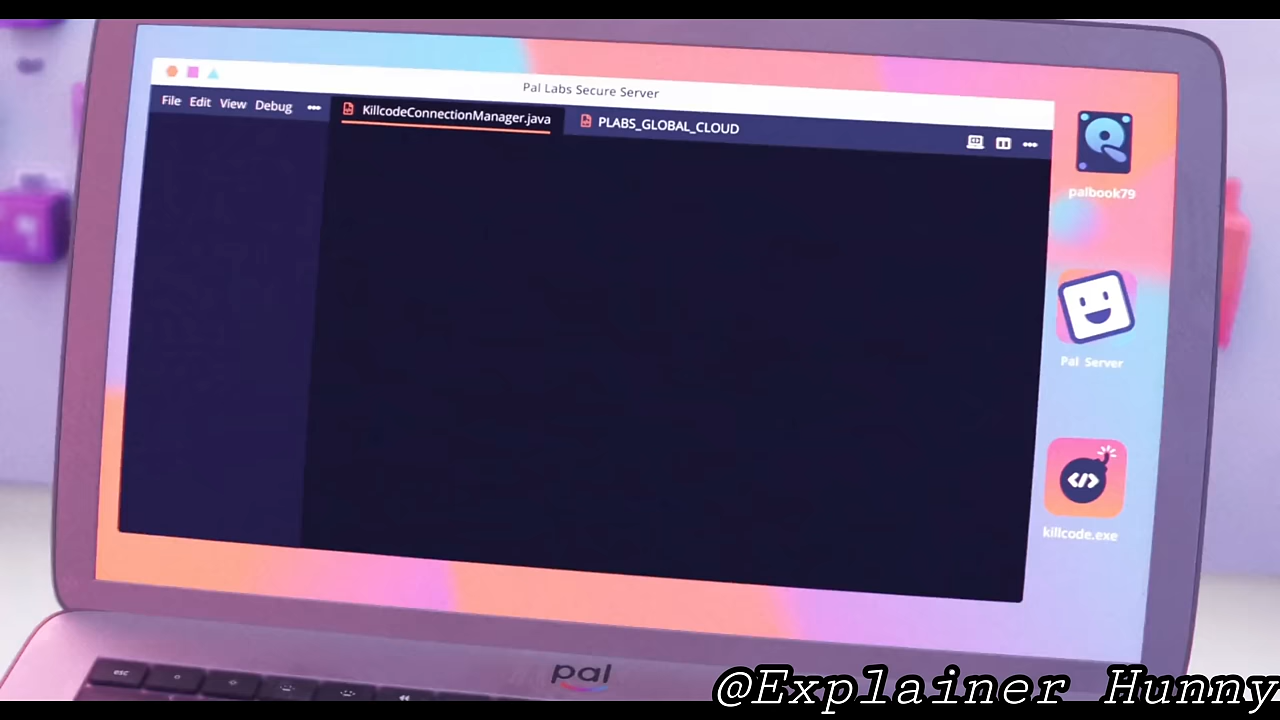 Pal Labs Secure Server
File Edit View Debug
KillcodeConnectionManager.java
PLABS_GLOBAL_CLOUD
palbook79
Pal Server
killcode.exe
esc
pal
@Explainer Hunny